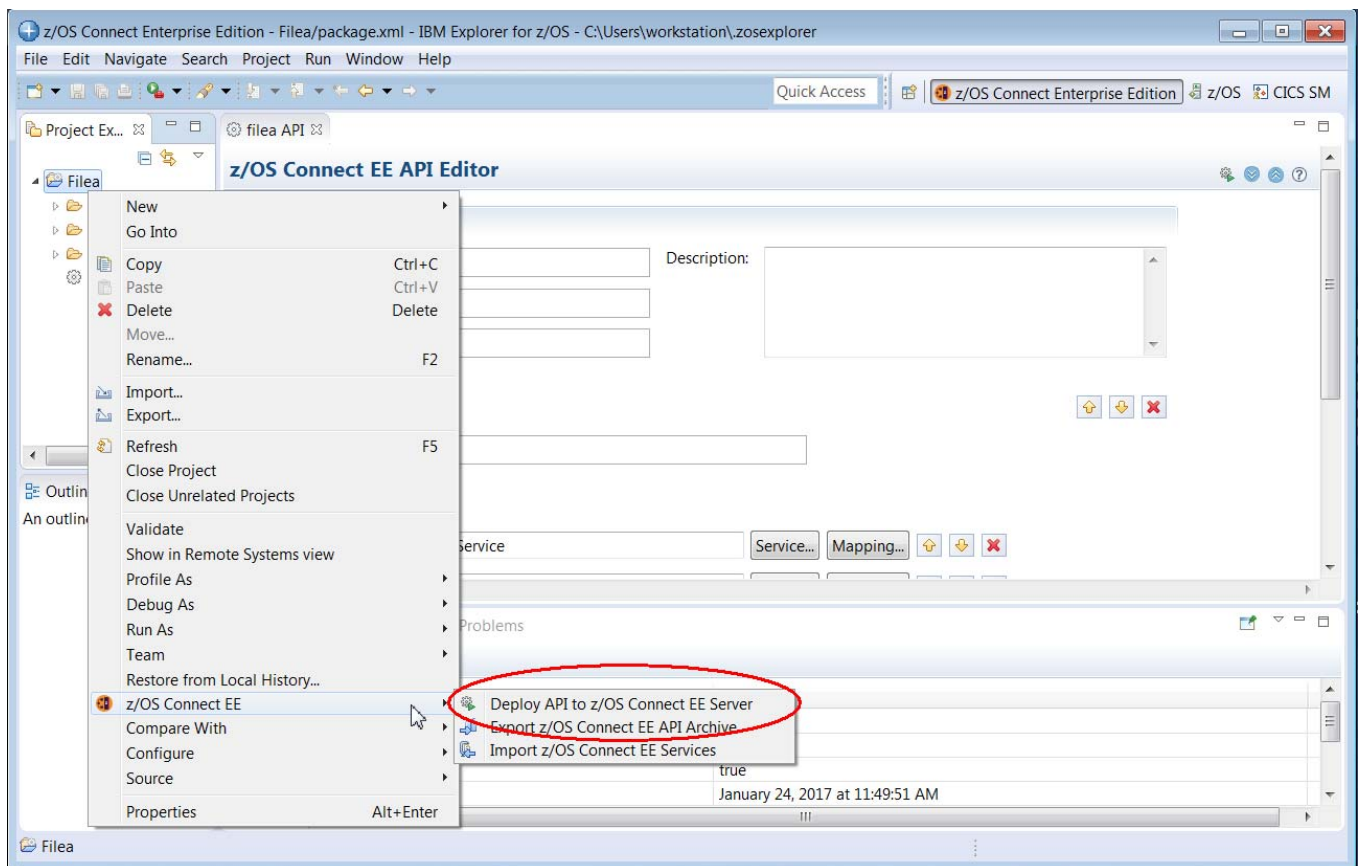 z/OS Connect Enterprise Edition - Filea/package.xml - IBM Explorer for z/OS - C:\Users\workstation\.zosexplorer
File Edit Navigate Search Project Run Window Help
Quick Access z/OS Connect Enterprise Edition z/OS CICS SM
Project Ex... filea API
z/OS Connect EE API Editor
Filea
New
Go Into
Description:
Copy Ctrl+C
Paste Ctrl+V
Delete Delete
Move...
Rename... F2
Import...
Export...
Refresh F5
Close Project
Outlin
Close Unrelated Projects
An outline
Validate
Service Service... Mapping...
Show in Remote Systems view
Profile As
Debug As
Run As
Problems
Team
Restore from Local History...
z/OS Connect EE
Deploy API to z/OS Connect EE Server
Compare With
Export z/OS Connect EE API Archive
Configure
Import z/OS Connect EE Services
true
Source
January 24, 2017 at 11:49:51 AM
Properties Alt+Enter
Filea